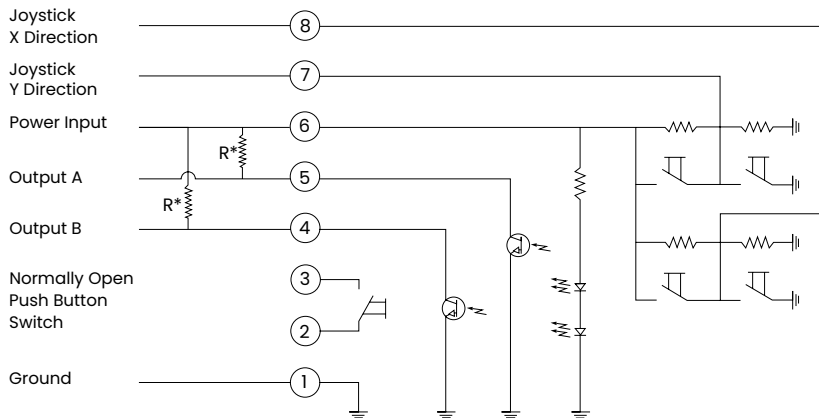 Joystick
X Direction
8
Joystick
Y Direction
7
Power Input
6
R*
Output A
5
R*
Output B
4
Normally Open
Push Button
Switch
3
2
Ground
1